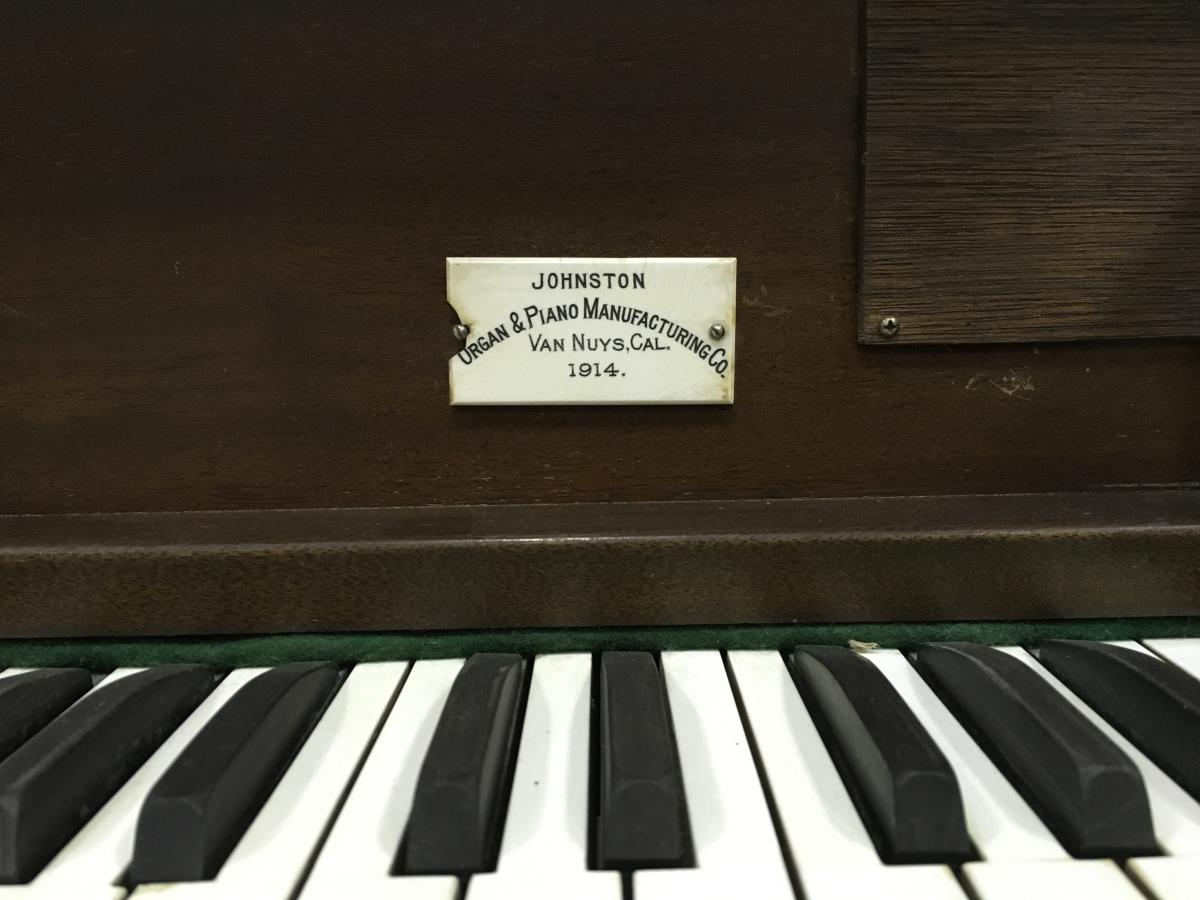 JOHNSTON
ORGAN & PIANO MANUFACTURING CO.
VAN NUYS, CAL.
1914.